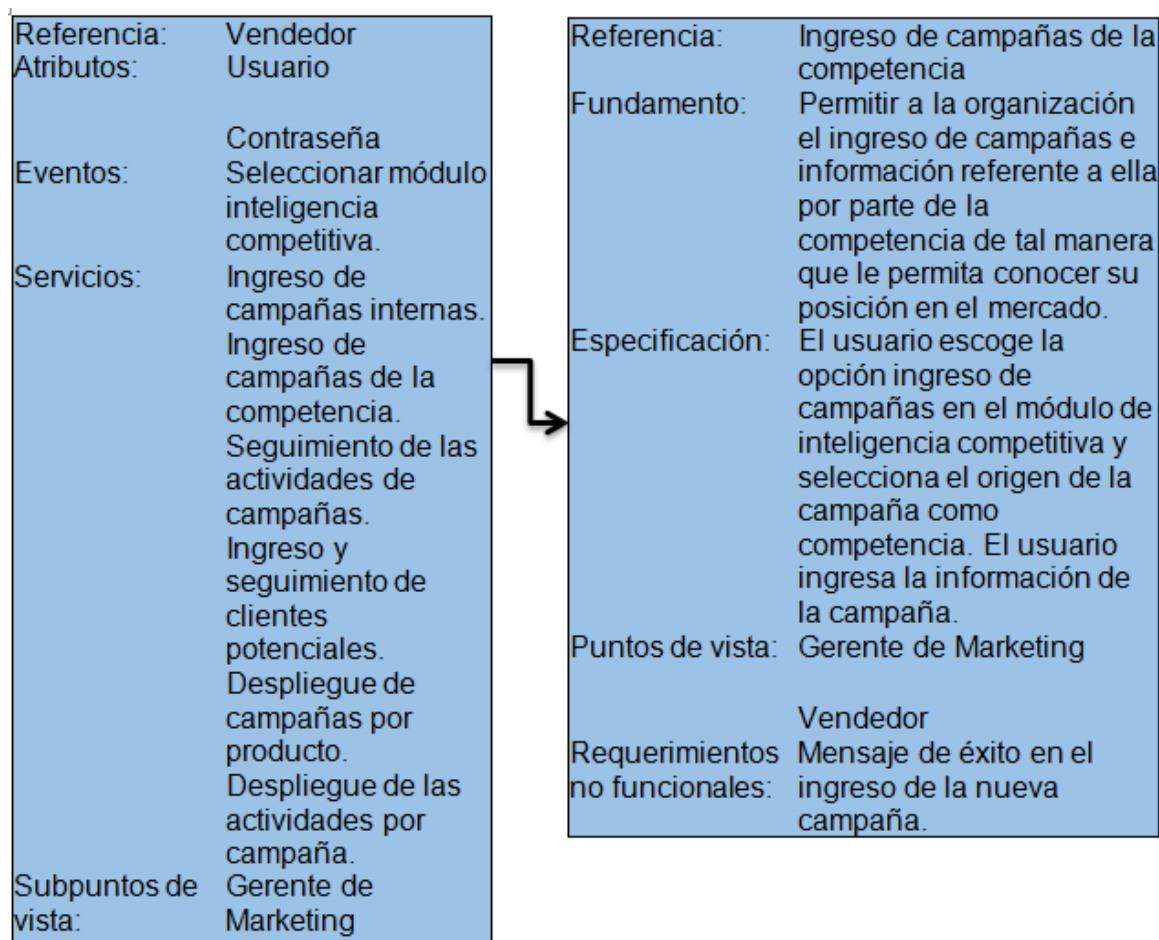 Referencia: Vendedor
Atributos: Usuario
Contraseña
Eventos: Seleccionar módulo
inteligencia
competitiva.
Servicios: Ingreso de
campañas internas.
Ingreso de
campañas de la
competencia.
Seguimiento de las
actividades de
campañas.
Ingreso y
seguimiento de
clientes
potenciales.
Despliegue de
campañas por
producto.
Despliegue de las
actividades por
campaña.
Subpuntos de Gerente de
vista: Marketing
Referencia: Ingreso de campañas de la
competencia
Fundamento: Permitir a la organización
el ingreso de campañas e
información referente a ella
por parte de la
competencia de tal manera
que le permita conocer su
posición en el mercado.
Especificación: El usuario escoge la
opción ingreso de
campañas en el módulo de
inteligencia competitiva y
selecciona el origen de la
campaña como
competencia. El usuario
ingresa la información de
la campaña.
Puntos de vista: Gerente de Marketing
Vendedor
Requerimientos Mensaje de éxito en el
no funcionales: ingreso de la nueva
campaña.